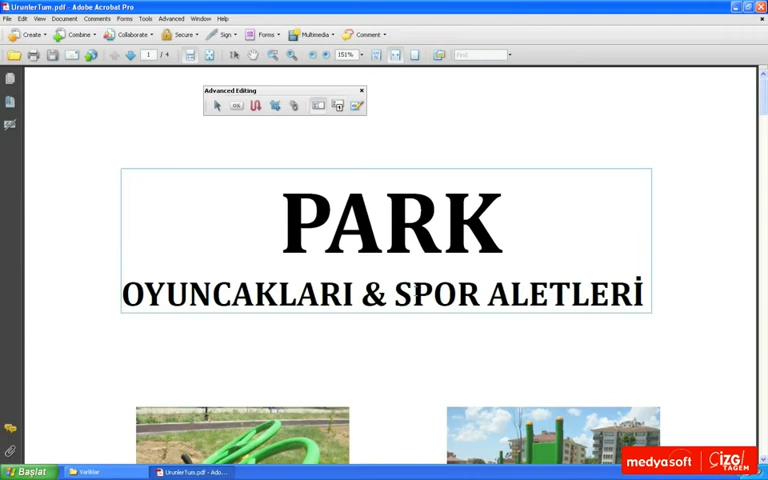 UrunlerTum.pdf - Adobe Acrobat Pro
File Edit View Document Comments Forms Tools Advanced Window Help
Create Combine Collaborate Secure Sign Forms Multimedia Comment
1 / 4 151% Find
Advanced Editing
OK
PARK
OYUNCAKLARI & SPOR ALETLERİ
medyasoft
ÇİZGİ
TAGEM
Başlat
Varliklar
UrunlerTum.pdf - Ado...